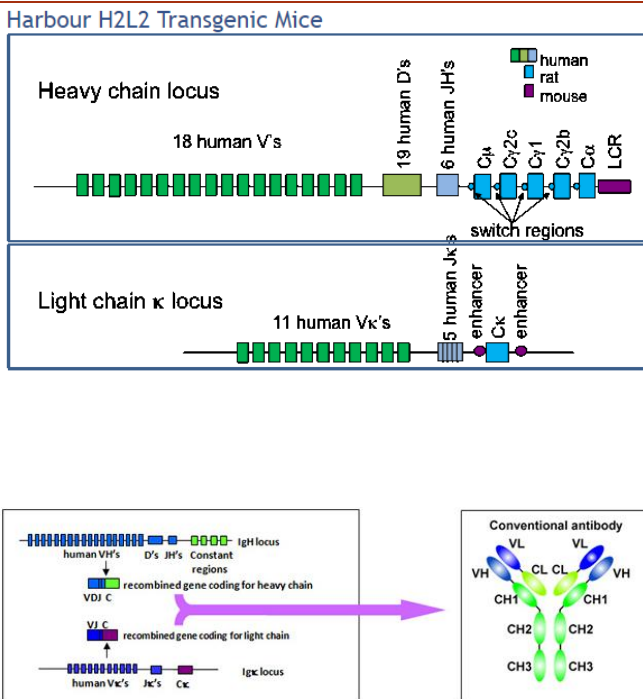 Harbour H2L2 Transgenic Mice
Heavy chain locus
human
rat
mouse
18 human V's
19 human D's
6 human JH's
Cμ
Cγ2c
Cγ1
Cγ2b
Cα
LCR
switch regions
Light chain κ locus
11 human Vκ's
5 human Jκ's
enhancer
Cκ
enhancer
IgH locus
human VH's
D's
JH's
Constant
regions
recombined gene coding for heavy chain
VDJ C
VJ C
recombined gene coding for light chain
Igκ locus
human Vκ's
Jκ's
Cκ
Conventional antibody
VL
VL
VH
CL
CL
VH
CH1
CH1
CH2
CH2
CH3
CH3